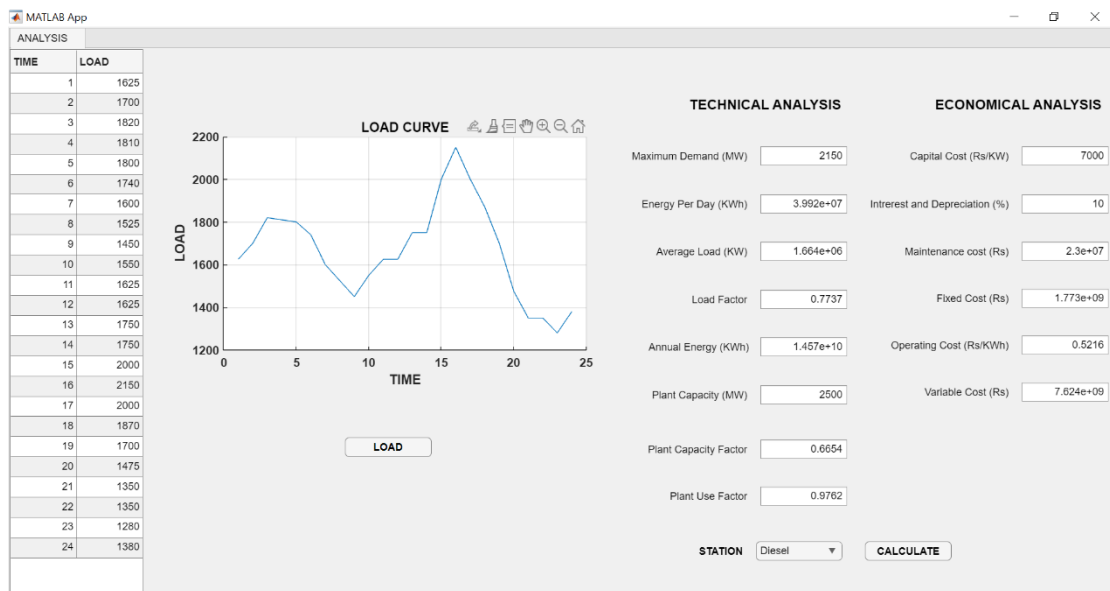 MATLAB App
ANALYSIS
TIME LOAD
1 1625
2 1700
3 1820
4 1810
5 1800
6 1740
7 1600
8 1525
9 1450
10 1550
11 1625
12 1625
13 1750
14 1750
15 2000
16 2150
17 2000
18 1870
19 1700
20 1475
21 1350
22 1350
23 1280
24 1380
LOAD CURVE
2200
2000
1800
1600
1400
1200
LOAD
0 5 10 15 20 25
TIME
LOAD
TECHNICAL ANALYSIS
Maximum Demand (MW) 2150
Energy Per Day (KWh) 3.992e+07
Average Load (KW) 1.664e+06
Load Factor 0.7737
Annual Energy (KWh) 1.457e+10
Plant Capacity (MW) 2500
Plant Capacity Factor 0.6654
Plant Use Factor 0.9762
STATION Diesel CALCULATE
ECONOMICAL ANALYSIS
Capital Cost (Rs/KW) 7000
Intrerest and Depreciation (%) 10
Maintenance cost (Rs) 2.3e+07
Fixed Cost (Rs) 1.773e+09
Operating Cost (Rs/KWh) 0.5216
Variable Cost (Rs) 7.624e+09